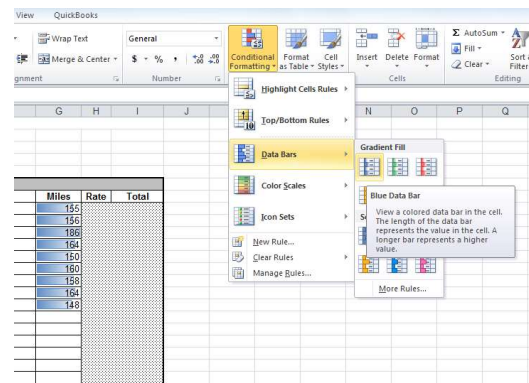 View QuickBooks
Wrap Text General Σ AutoSum
Fill
Merge & Center $ % , Conditional Formatting Format as Table Cell Styles Insert Delete Format Clear Sort & Filter
Number Cells Editing
Highlight Cells Rules
Top/Bottom Rules
Data Bars
Color Scales
Icon Sets
New Rule...
Clear Rules
Manage Rules...
Gradient Fill
Blue Data Bar
View a colored data bar in the cell.
The length of the data bar
represents the value in the cell. A
longer bar represents a higher
value.
More Rules...
G H I J N O P Q
Miles Rate Total
155
156
186
164
150
160
158
164
148